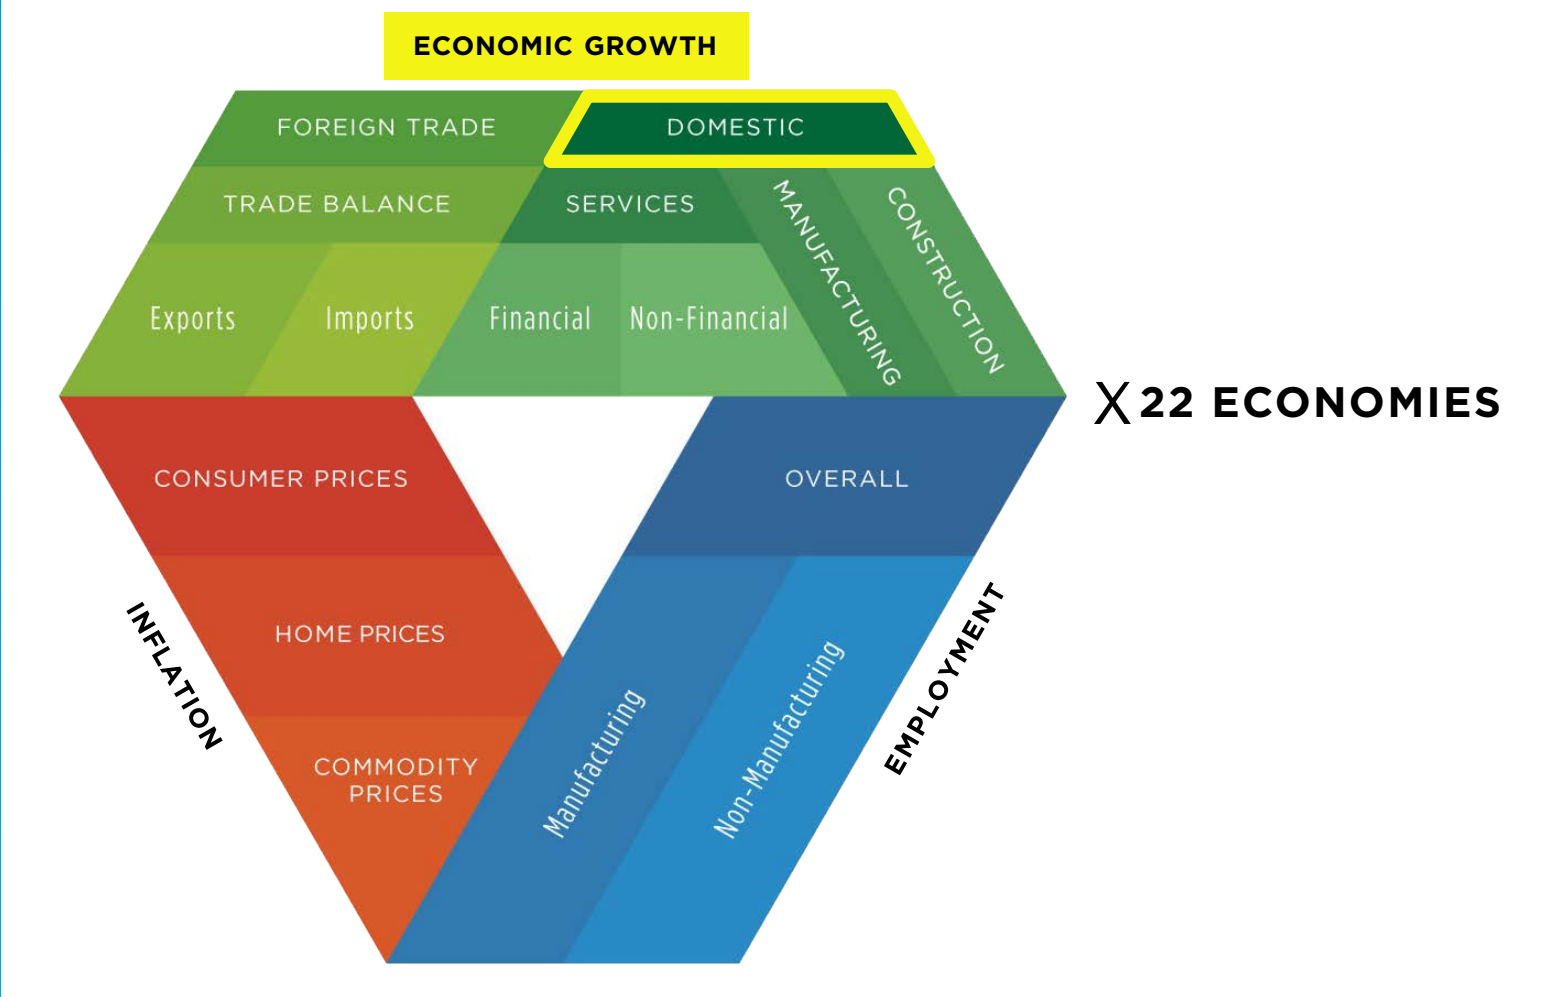 ECONOMIC GROWTH
FOREIGN TRADE
DOMESTIC
TRADE BALANCE
SERVICES
MANUFACTURING
CONSTRUCTION
Exports
Imports
Financial
Non-Financial
X 22 ECONOMIES
CONSUMER PRICES
OVERALL
HOME PRICES
INFLATION
EMPLOYMENT
COMMODITY
PRICES
Manufacturing
Non-Manufacturing